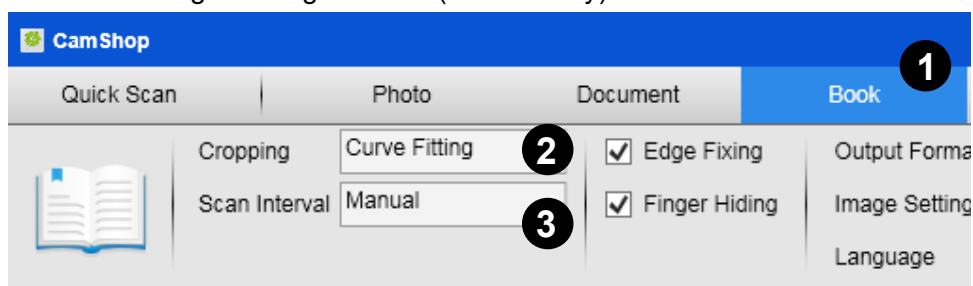 CamShop
1
Quick Scan Photo Document Book
Cropping Curve Fitting 2 Edge Fixing Output Forma
Scan Interval Manual 3 Finger Hiding Image Setting
Language